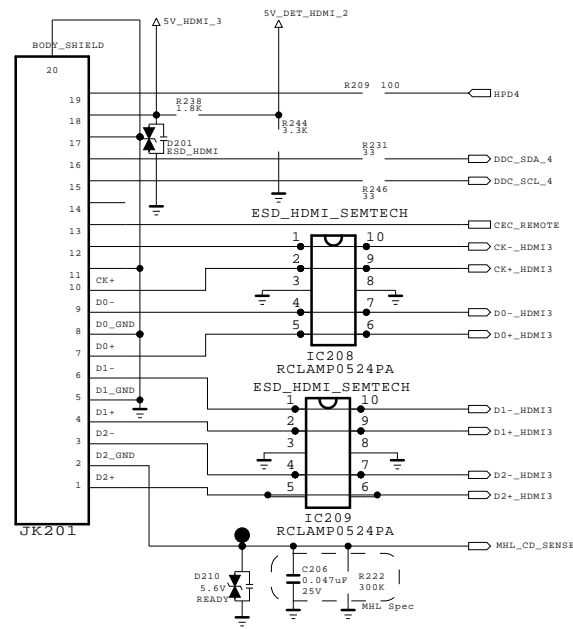 5V_HDMI_3
5V_DET_HDMI_2
BODY_SHIELD
20
19
R209 100
HPD4
R238
1.8K
18
R244
3.3K
17
D201
ESD_HDMI
R231
33
16
DDC_SDA_4
15
DDC_SCL_4
R246
33
14
ESD_HDMI_SEMTECH
13
CEC_REMOTE
12
1
10
CK-_HDMI3
11
2
9
CK+_HDMI3
10
CK+
3
8
9
D0-
4
7
D0-_HDMI3
8
D0_GND
5
6
D0+_HDMI3
7
D0+
IC208
RCLAMP0524PA
6
D1-
ESD_HDMI_SEMTECH
5
D1_GND
1
10
D1-_HDMI3
4
D1+
2
9
D1+_HDMI3
3
D2-
3
8
2
D2_GND
4
7
D2-_HDMI3
1
D2+
5
6
D2+_HDMI3
IC209
RCLAMP0524PA
JK201
MHL_CD_SENSE
D210
5.6V
READY
C206
0.047uF
25V
R222
300K
MHL Spec